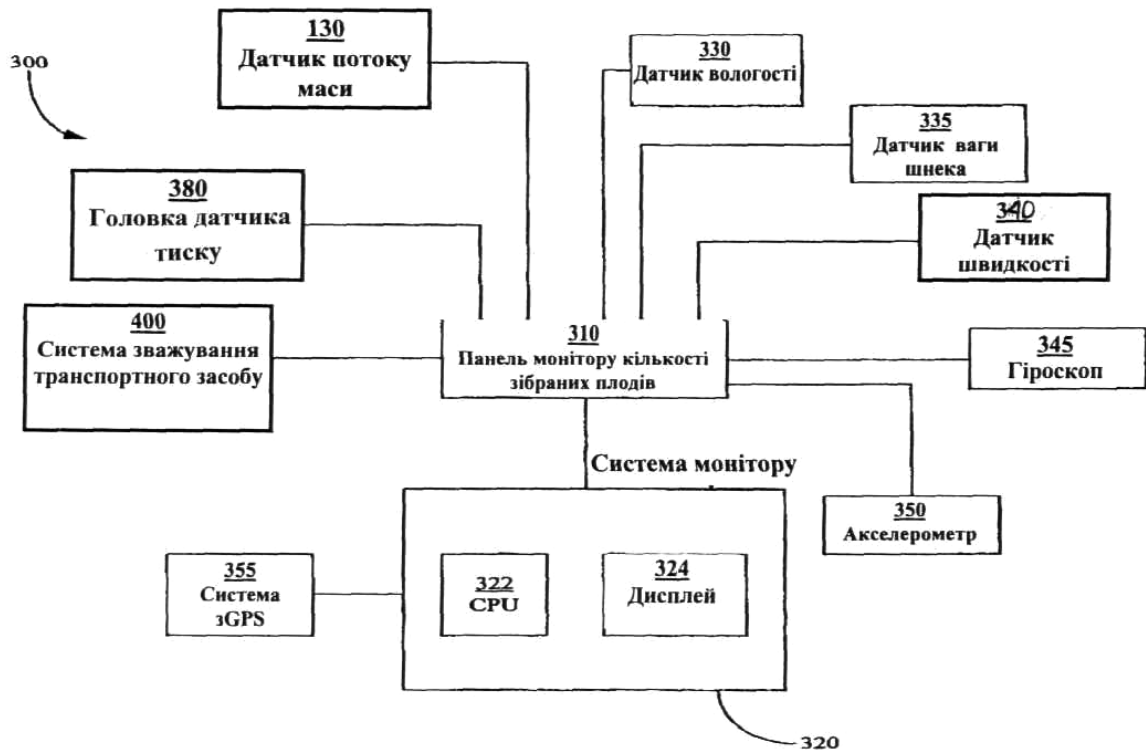 300
130
Датчик потоку
маси
330
Датчик вологості
335
Датчик ваги
шнека
380
Головка датчика
тиску
340
Датчик
швидкості
400
Система зважування
транспортного засобу
310
Панель монітору кількості
зібраних плодів
345
Гіроскоп
Система монітору
350
Акселерометр
355
Система
зGPS
322
CPU
324
Дисплей
320